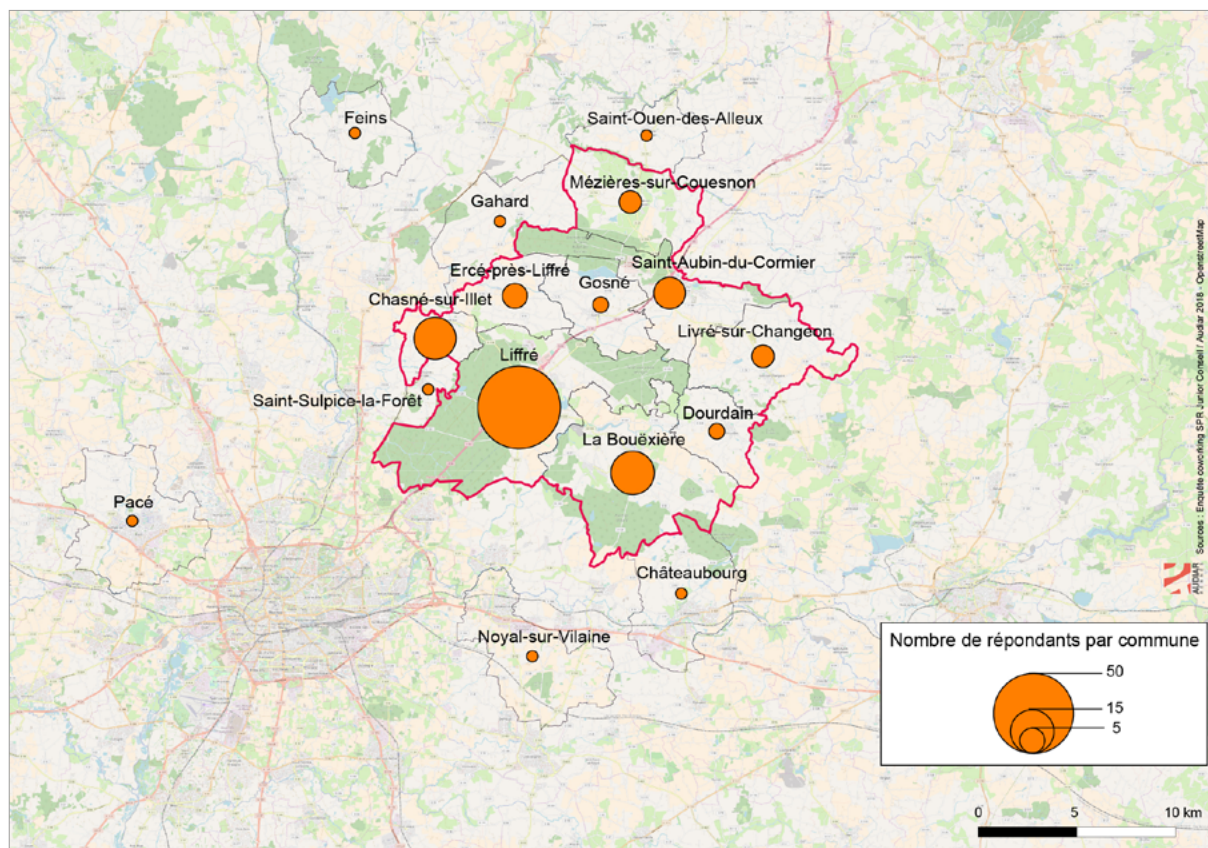 Feins
Saint-Ouen-des-Alleux
Mézières-sur-Couesnon
Gahard
Saint-Aubin-du-Cormier
Ercé-près-Liffré
Gosné
Chasné-sur-Illet
Livré-sur-Changeon
Liffré
Saint-Sulpice-la-Forêt
Dourdain
La Bouëxière
Pacé
Châteaubourg
Noyal-sur-Vilaine
Sources : Enquête coworking SPR Junior Conseil / Audiar 2018 - OpenstreetMap
AUDIAR
Nombre de répondants par commune
50
15
5
0 5 10 km